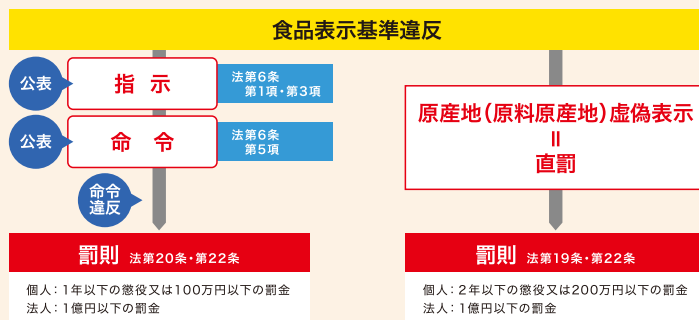 食品表示基準違反
公表
指示
法第6条
第1項・第3項
公表
命令
法第6条
第5項
命令
違反
罰則 法第20条・第22条
個人：1年以下の懲役又は100万円以下の罰金
法人：1億円以下の罰金
原産地（原料原産地）虚偽表示
＝
直罰
罰則 法第19条・第22条
個人：2年以下の懲役又は200万円以下の罰金
法人：1億円以下の罰金